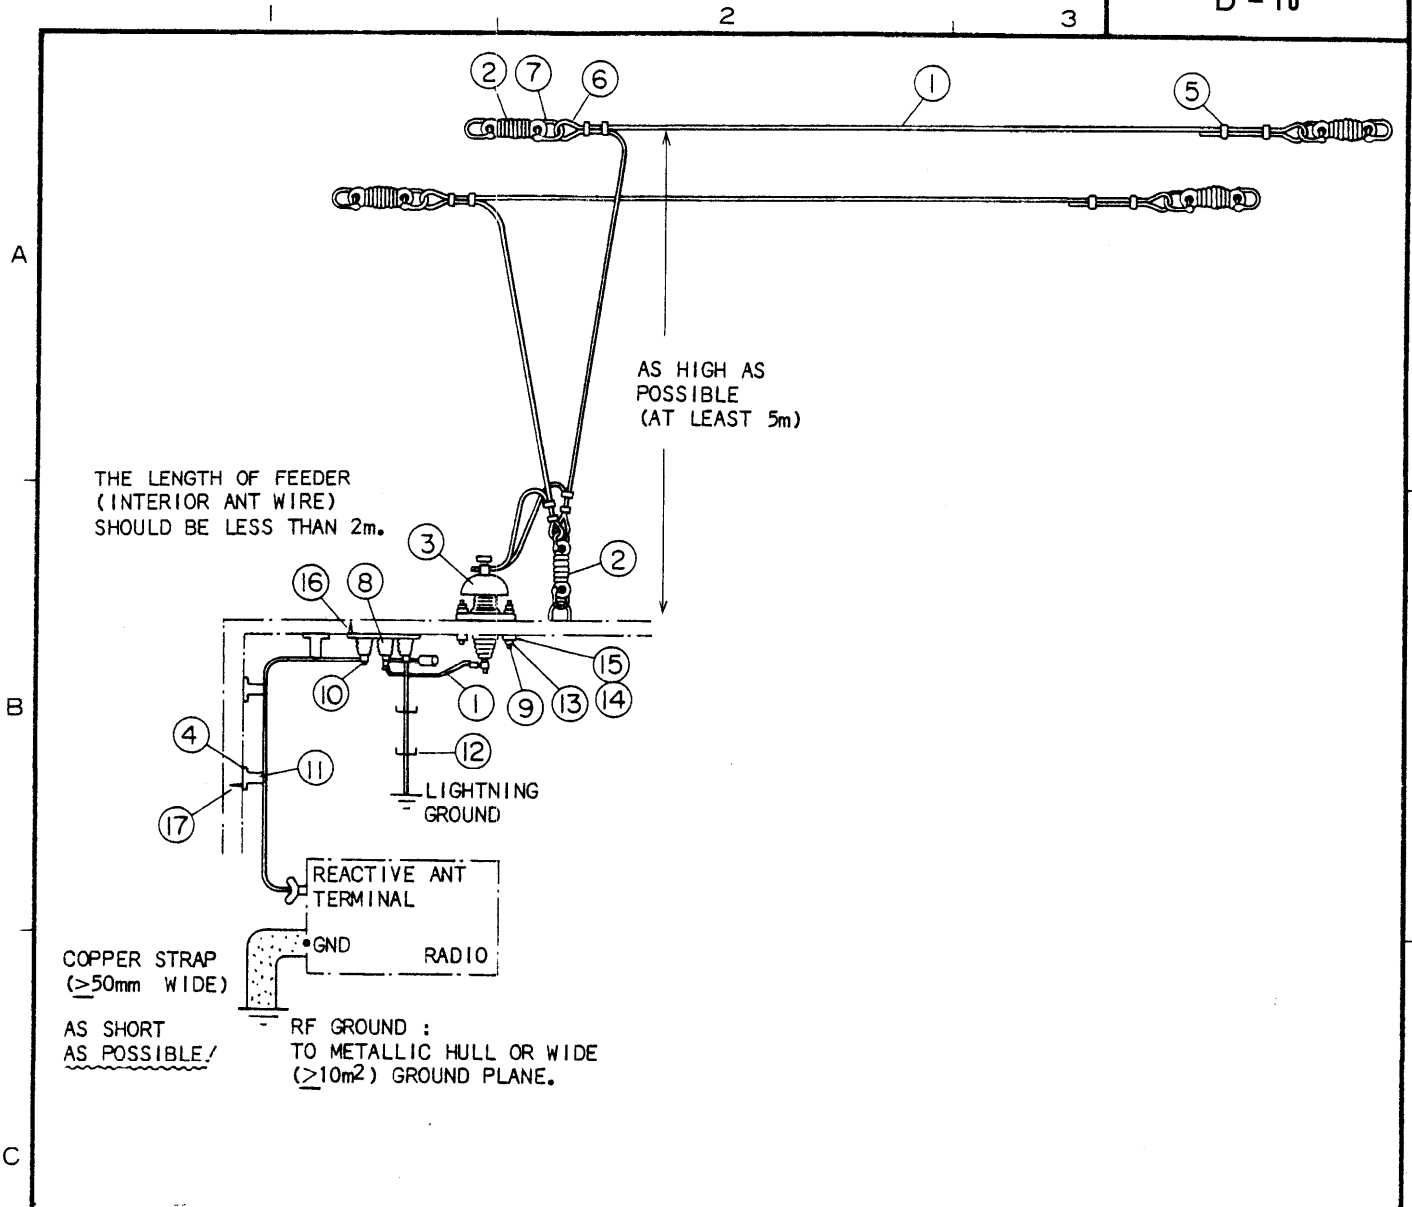 1 2 3
2 7 6 1 5
A
AS HIGH AS
POSSIBLE
(AT LEAST 5m)
THE LENGTH OF FEEDER
(INTERIOR ANT WIRE)
SHOULD BE LESS THAN 2m.
3 2
16 8
15
10 1 9 13 14
B
4 12
11
LIGHTNING
GROUND
17
REACTIVE ANT
TERMINAL
GND
RADIO
COPPER STRAP
(≥50mm WIDE)
AS SHORT
AS POSSIBLE!
RF GROUND :
TO METALLIC HULL OR WIDE
(≥10m²) GROUND PLANE.
C